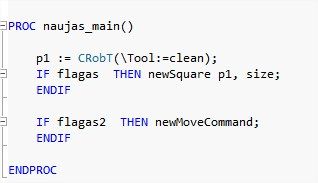 PROC naujas_main()
p1 := CRobT(\Tool:=clean);
IF flagas  THEN newSquare p1, size;
ENDIF
IF flagas2  THEN newMoveCommand;
ENDIF
ENDPROC